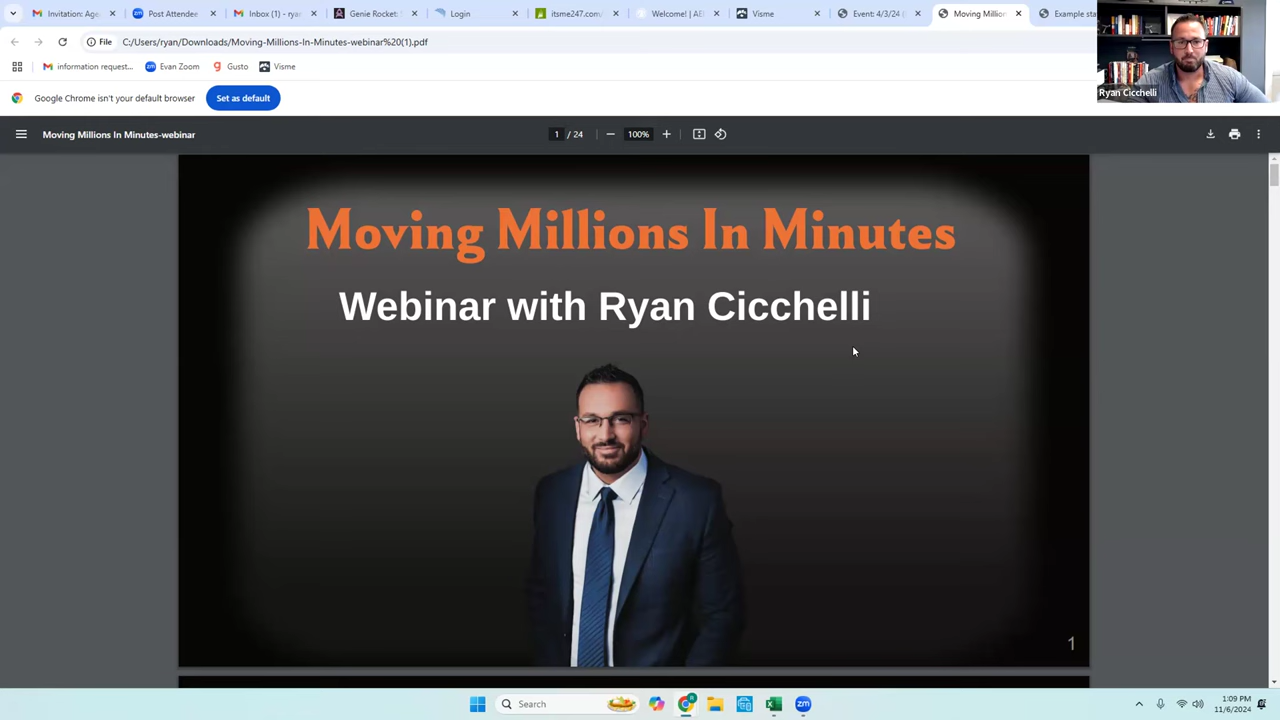 Invitation: Age
Post Attendee
Inbox (1) - rya
Genie Rocket
itsme247.com/
Welcome! | AE
Visme
Event 4/3/20
Moving Million
Example sta
File
C:/Users/ryan/Downloads/Moving-Millions-In-Minutes-webinar%20(1).pdf
information request...
Evan Zoom
Gusto
Visme
Ryan Cicchelli
Google Chrome isn't your default browser
Set as default
Moving Millions In Minutes-webinar
1 / 24
100%
Moving Millions In Minutes
Webinar with Ryan Cicchelli
1
Search
1:09 PM
11/6/2024